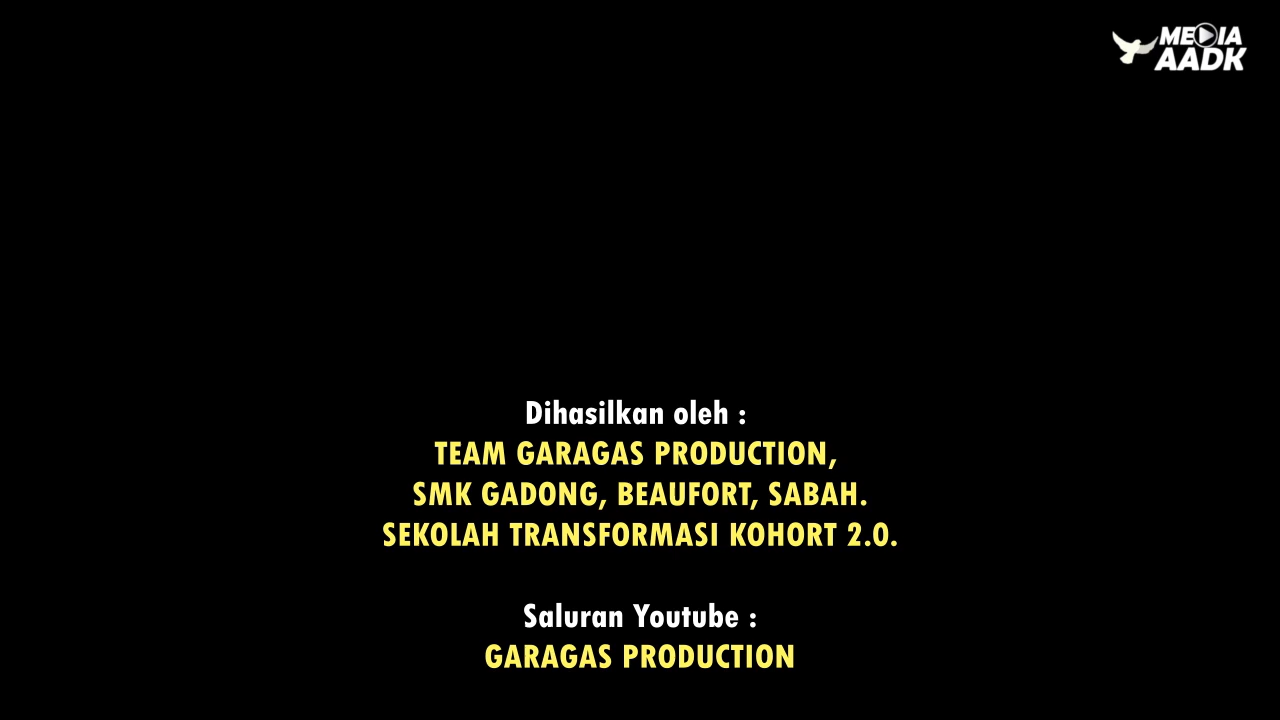 MEDIA
AADK
Dihasilkan oleh :
TEAM GARAGAS PRODUCTION,
SMK GADONG, BEAUFORT, SABAH.
SEKOLAH TRANSFORMASI KOHORT 2.0.
Saluran Youtube :
GARAGAS PRODUCTION